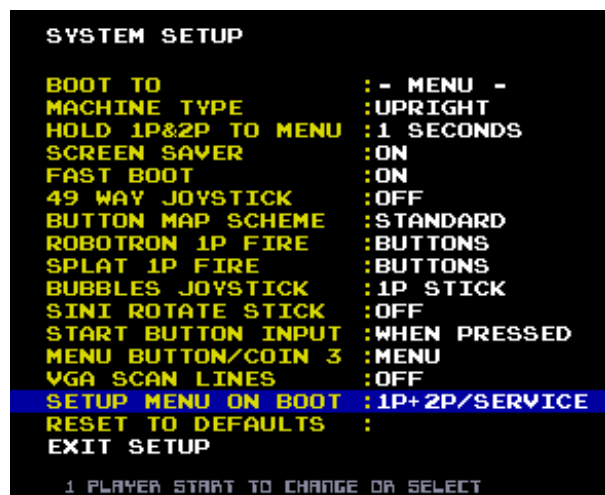 SYSTEM SETUP
BOOT TO :- MENU -
MACHINE TYPE :UPRIGHT
HOLD 1P&2P TO MENU :1 SECONDS
SCREEN SAVER :ON
FAST BOOT :ON
49 WAY JOYSTICK :OFF
BUTTON MAP SCHEME :STANDARD
ROBOTRON 1P FIRE :BUTTONS
SPLAT 1P FIRE :BUTTONS
BUBBLES JOYSTICK :1P STICK
SINI ROTATE STICK :OFF
START BUTTON INPUT :WHEN PRESSED
MENU BUTTON/COIN 3 :MENU
VGA SCAN LINES :OFF
SETUP MENU ON BOOT :1P+2P/SERVICE
RESET TO DEFAULTS :
EXIT SETUP
1 PLAYER START TO CHANGE OR SELECT